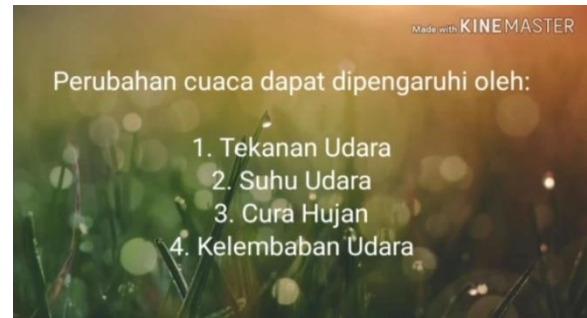 Made with KINEMASTER
Perubahan cuaca dapat dipengaruhi oleh:
1. Tekanan Udara
2. Suhu Udara
3. Cura Hujan
4. Kelembaban Udara